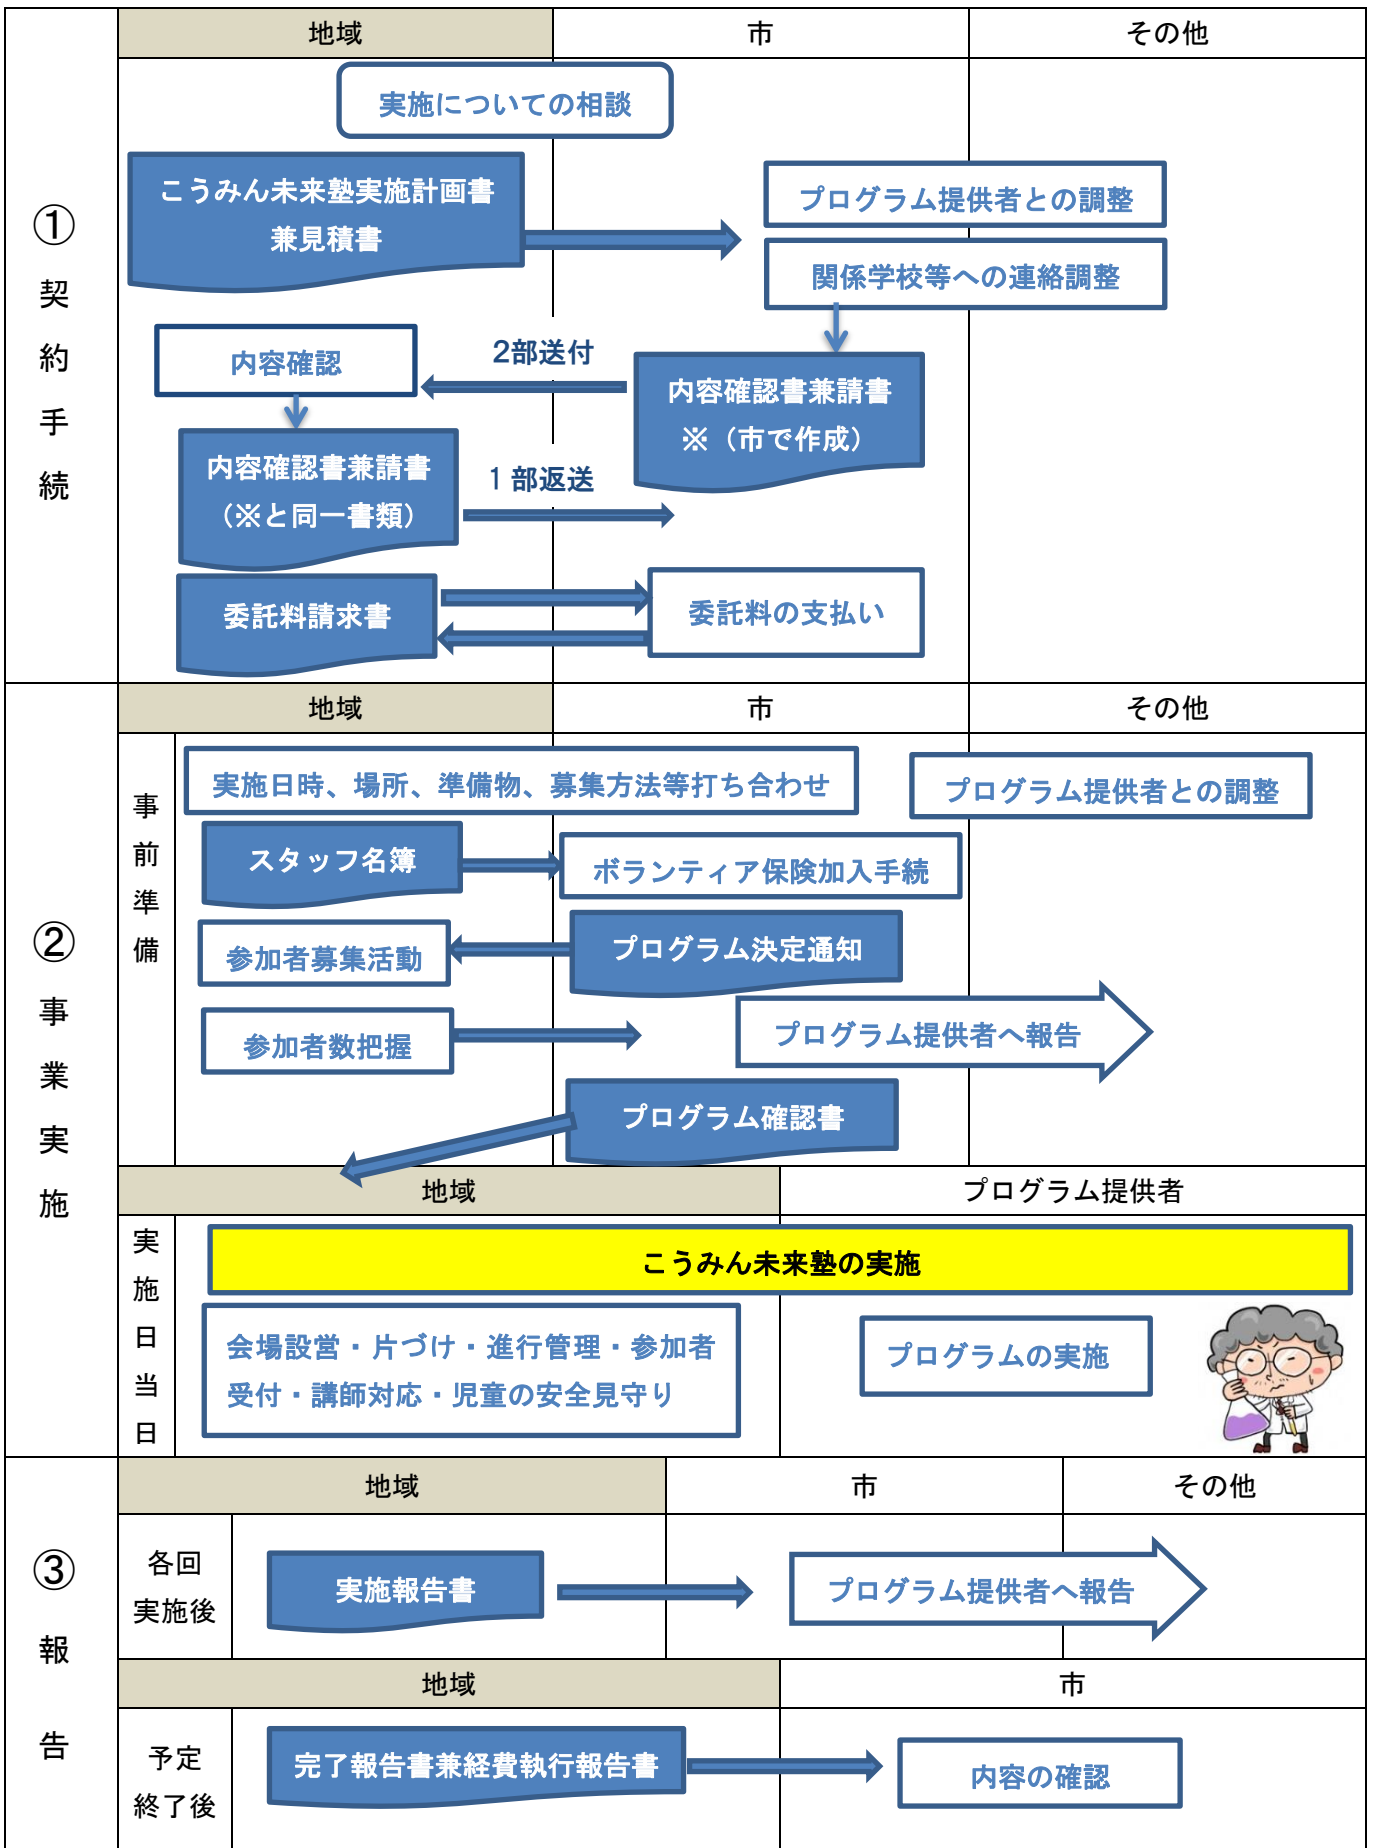 ①
契
約
手
続
地域
市
その他
実施についての相談
こうみん未来塾実施計画書
兼見積書
プログラム提供者との調整
関係学校等への連絡調整
内容確認
2部送付
内容確認書兼請書
※（市で作成）
内容確認書兼請書
（※と同一書類）
1部返送
委託料請求書
委託料の支払い
②
事
業
実
施
地域
市
その他
事
前
準
備
実施日時、場所、準備物、募集方法等打ち合わせ
プログラム提供者との調整
スタッフ名簿
ボランティア保険加入手続
参加者募集活動
プログラム決定通知
参加者数把握
プログラム提供者へ報告
プログラム確認書
地域
プログラム提供者
実
施
日
当
日
こうみん未来塾の実施
会場設営・片づけ・進行管理・参加者
受付・講師対応・児童の安全見守り
プログラムの実施
③
報
告
地域
市
その他
各回
実施後
実施報告書
プログラム提供者へ報告
地域
市
予定
終了後
完了報告書兼経費執行報告書
内容の確認